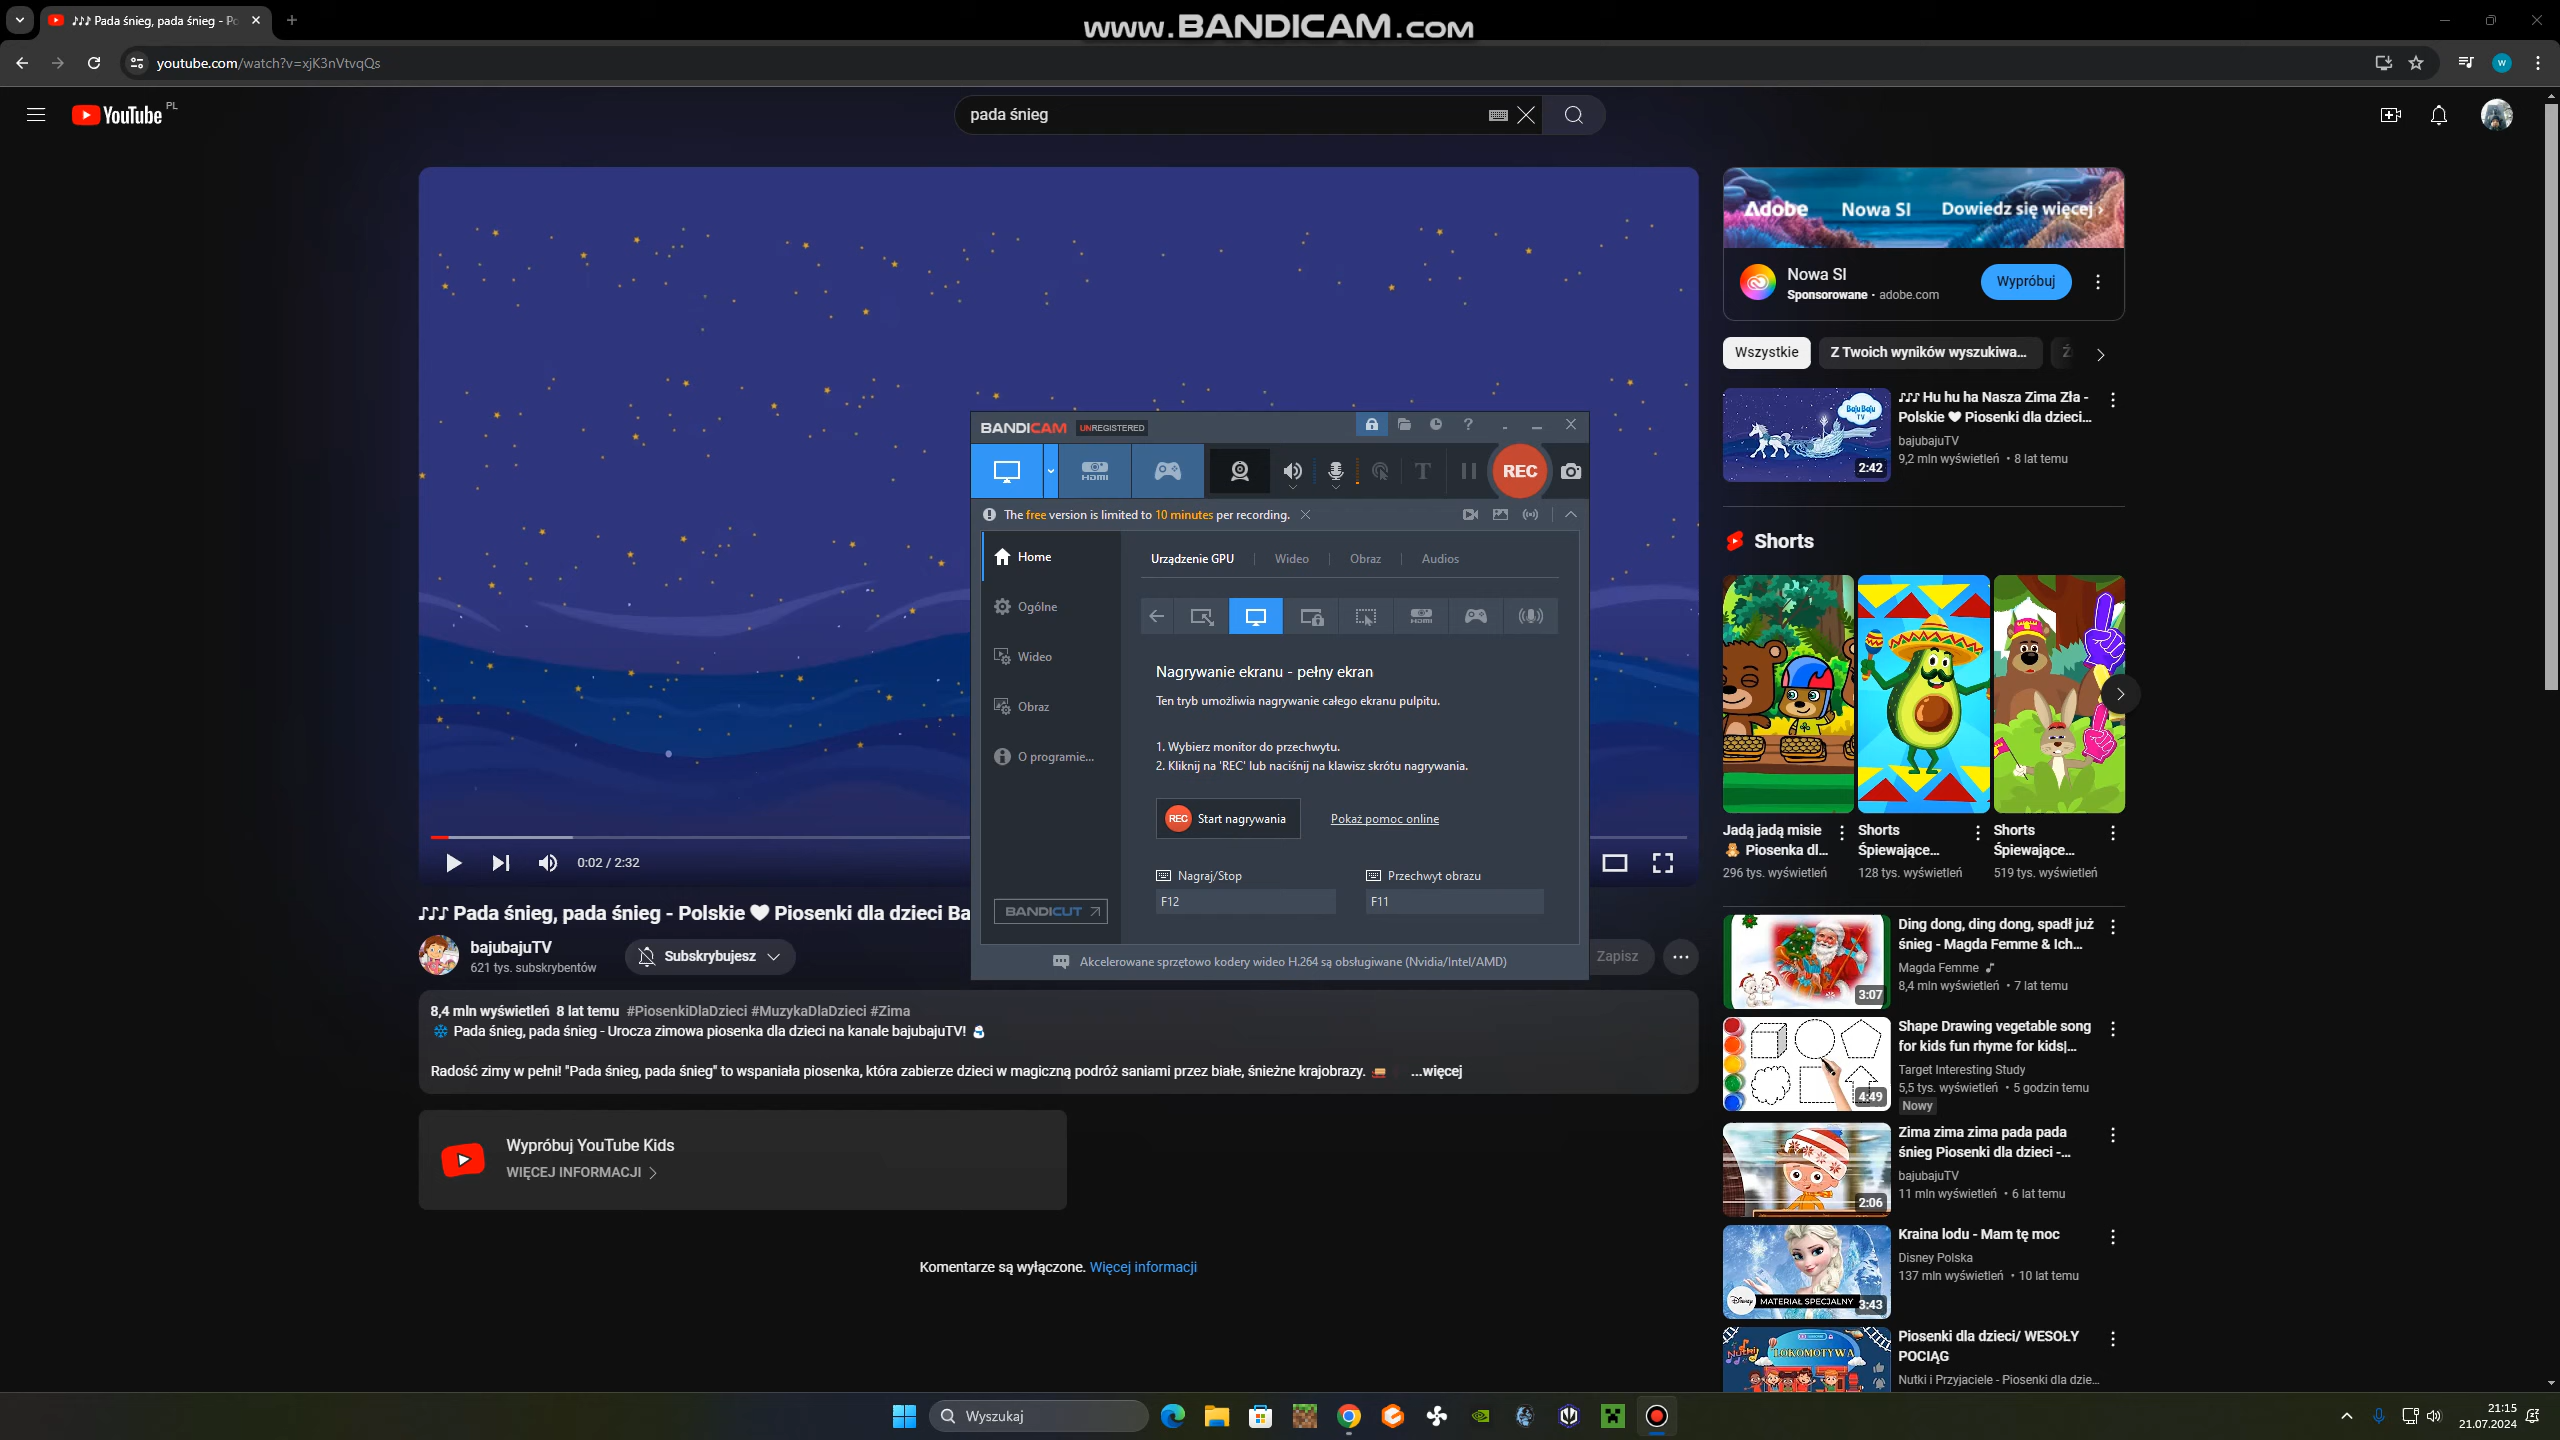 ♪♪♪ Pada śnieg, pada śnieg - Po
www.BANDICAM.com
youtube.com/watch?v=xjK3nVtvqQs
W
YouTube PL
pada śnieg
Adobe Nowa SI Dowiedz się więcej ›
Nowa SI
Sponsorowane · adobe.com
Wypróbuj
Wszystkie
Z Twoich wyników wyszukiwa...
♪♪♪ Hu hu ha Nasza Zima Zła -
Polskie 🖤 Piosenki dla dzieci...
bajubajuTV
9,2 mln wyświetleń • 8 lat temu
Baju Baju
TV
2:42
BANDICAM UNREGISTERED
HDMI
T
REC
The free version is limited to 10 minutes per recording.
Home
Ogólne
Wideo
Obraz
O programie...
BANDICUT
Urządzenie GPU
Wideo
Obraz
Audios
HDMI
Nagrywanie ekranu - pełny ekran
Ten tryb umożliwia nagrywanie całego ekranu pulpitu.
1. Wybierz monitor do przechwytu.
2. Kliknij na 'REC' lub naciśnij na klawisz skrótu nagrywania.
REC Start nagrywania
Pokaż pomoc online
Nagraj/Stop
F12
Przechwyt obrazu
F11
Akcelerowane sprzętowo kodery wideo H.264 są obsługiwane (Nvidia/Intel/AMD)
Shorts
Jadą jadą misie
🧸 Piosenka dl...
296 tys. wyświetleń
Shorts
Śpiewające...
128 tys. wyświetleń
Shorts
Śpiewające...
519 tys. wyświetleń
0:02 / 2:32
♪♪♪ Pada śnieg, pada śnieg - Polskie 🖤 Piosenki dla dzieci Ba
bajubajuTV
621 tys. subskrybentów
Subskrybujesz
Zapisz
8,4 mln wyświetleń 8 lat temu #PiosenkiDlaDzieci #MuzykaDlaDzieci #Zima
❄️ Pada śnieg, pada śnieg - Urocza zimowa piosenka dla dzieci na kanale bajubajuTV! ⛄
Radość zimy w pełni! "Pada śnieg, pada śnieg" to wspaniała piosenka, która zabierze dzieci w magiczną podróż saniami przez białe, śnieżne krajobrazy. 🛷 ...więcej
Wypróbuj YouTube Kids
WIĘCEJ INFORMACJI
Komentarze są wyłączone. Więcej informacji
Ding dong, ding dong, spadł już
śnieg - Magda Femme & Ich...
Magda Femme
8,4 mln wyświetleń • 7 lat temu
3:07
Shape Drawing vegetable song
for kids fun rhyme for kids|...
Target Interesting Study
5,5 tys. wyświetleń • 5 godzin temu
Nowy
4:49
Zima zima zima pada pada
śnieg Piosenki dla dzieci -...
bajubajuTV
11 mln wyświetleń • 6 lat temu
2:06
Kraina lodu - Mam tę moc
Disney Polska
137 mln wyświetleń • 10 lat temu
Disney
MATERIAŁ SPECJALNY
3:43
Piosenki dla dzieci/ WESOŁY
POCIĄG
Nutki i Przyjaciele - Piosenki dla dzie...
LOKOMOTYWA
Wyszukaj
21:15
21.07.2024